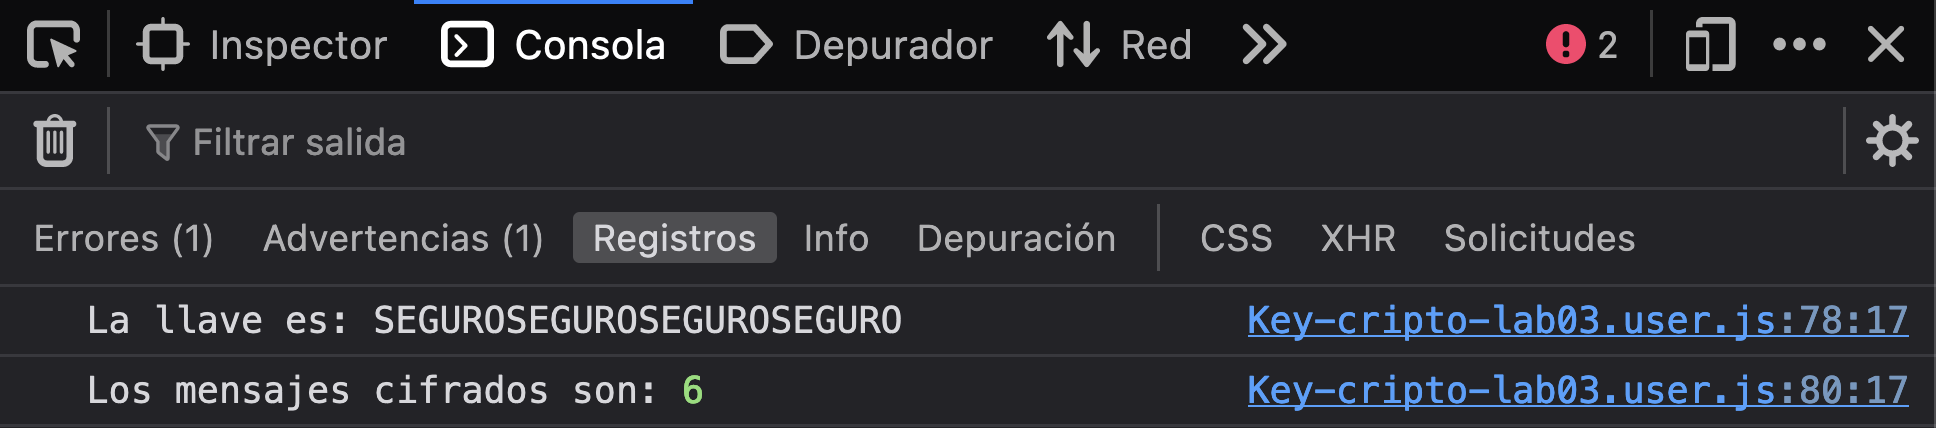 Inspector Consola Depurador Red 2
Filtrar salida
Errores (1) Advertencias (1) Registros Info Depuración CSS XHR Solicitudes
La llave es: SEGUROSEGUROSEGUROSEGURO Key-cripto-lab03.user.js:78:17
Los mensajes cifrados son: 6 Key-cripto-lab03.user.js:80:17